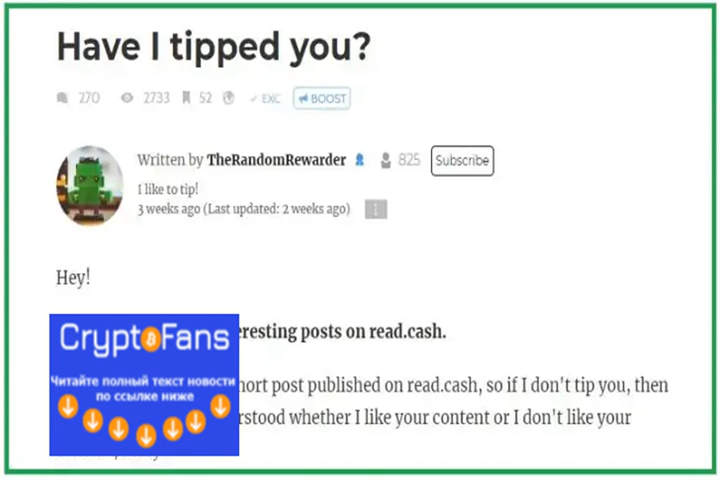 Have I tipped you?
270 2733 52 EXC BOOST
Written by TheRandomRewarder 825 Subscribe
I like to tip!
3 weeks ago (Last updated: 2 weeks ago)
Hey!
eresting posts on read.cash.
CryptoFans
Читайте полный текст новости
по ссылке ниже
hort post published on read.cash, so if I don't tip you, then
rstood whether I like your content or I don't like your